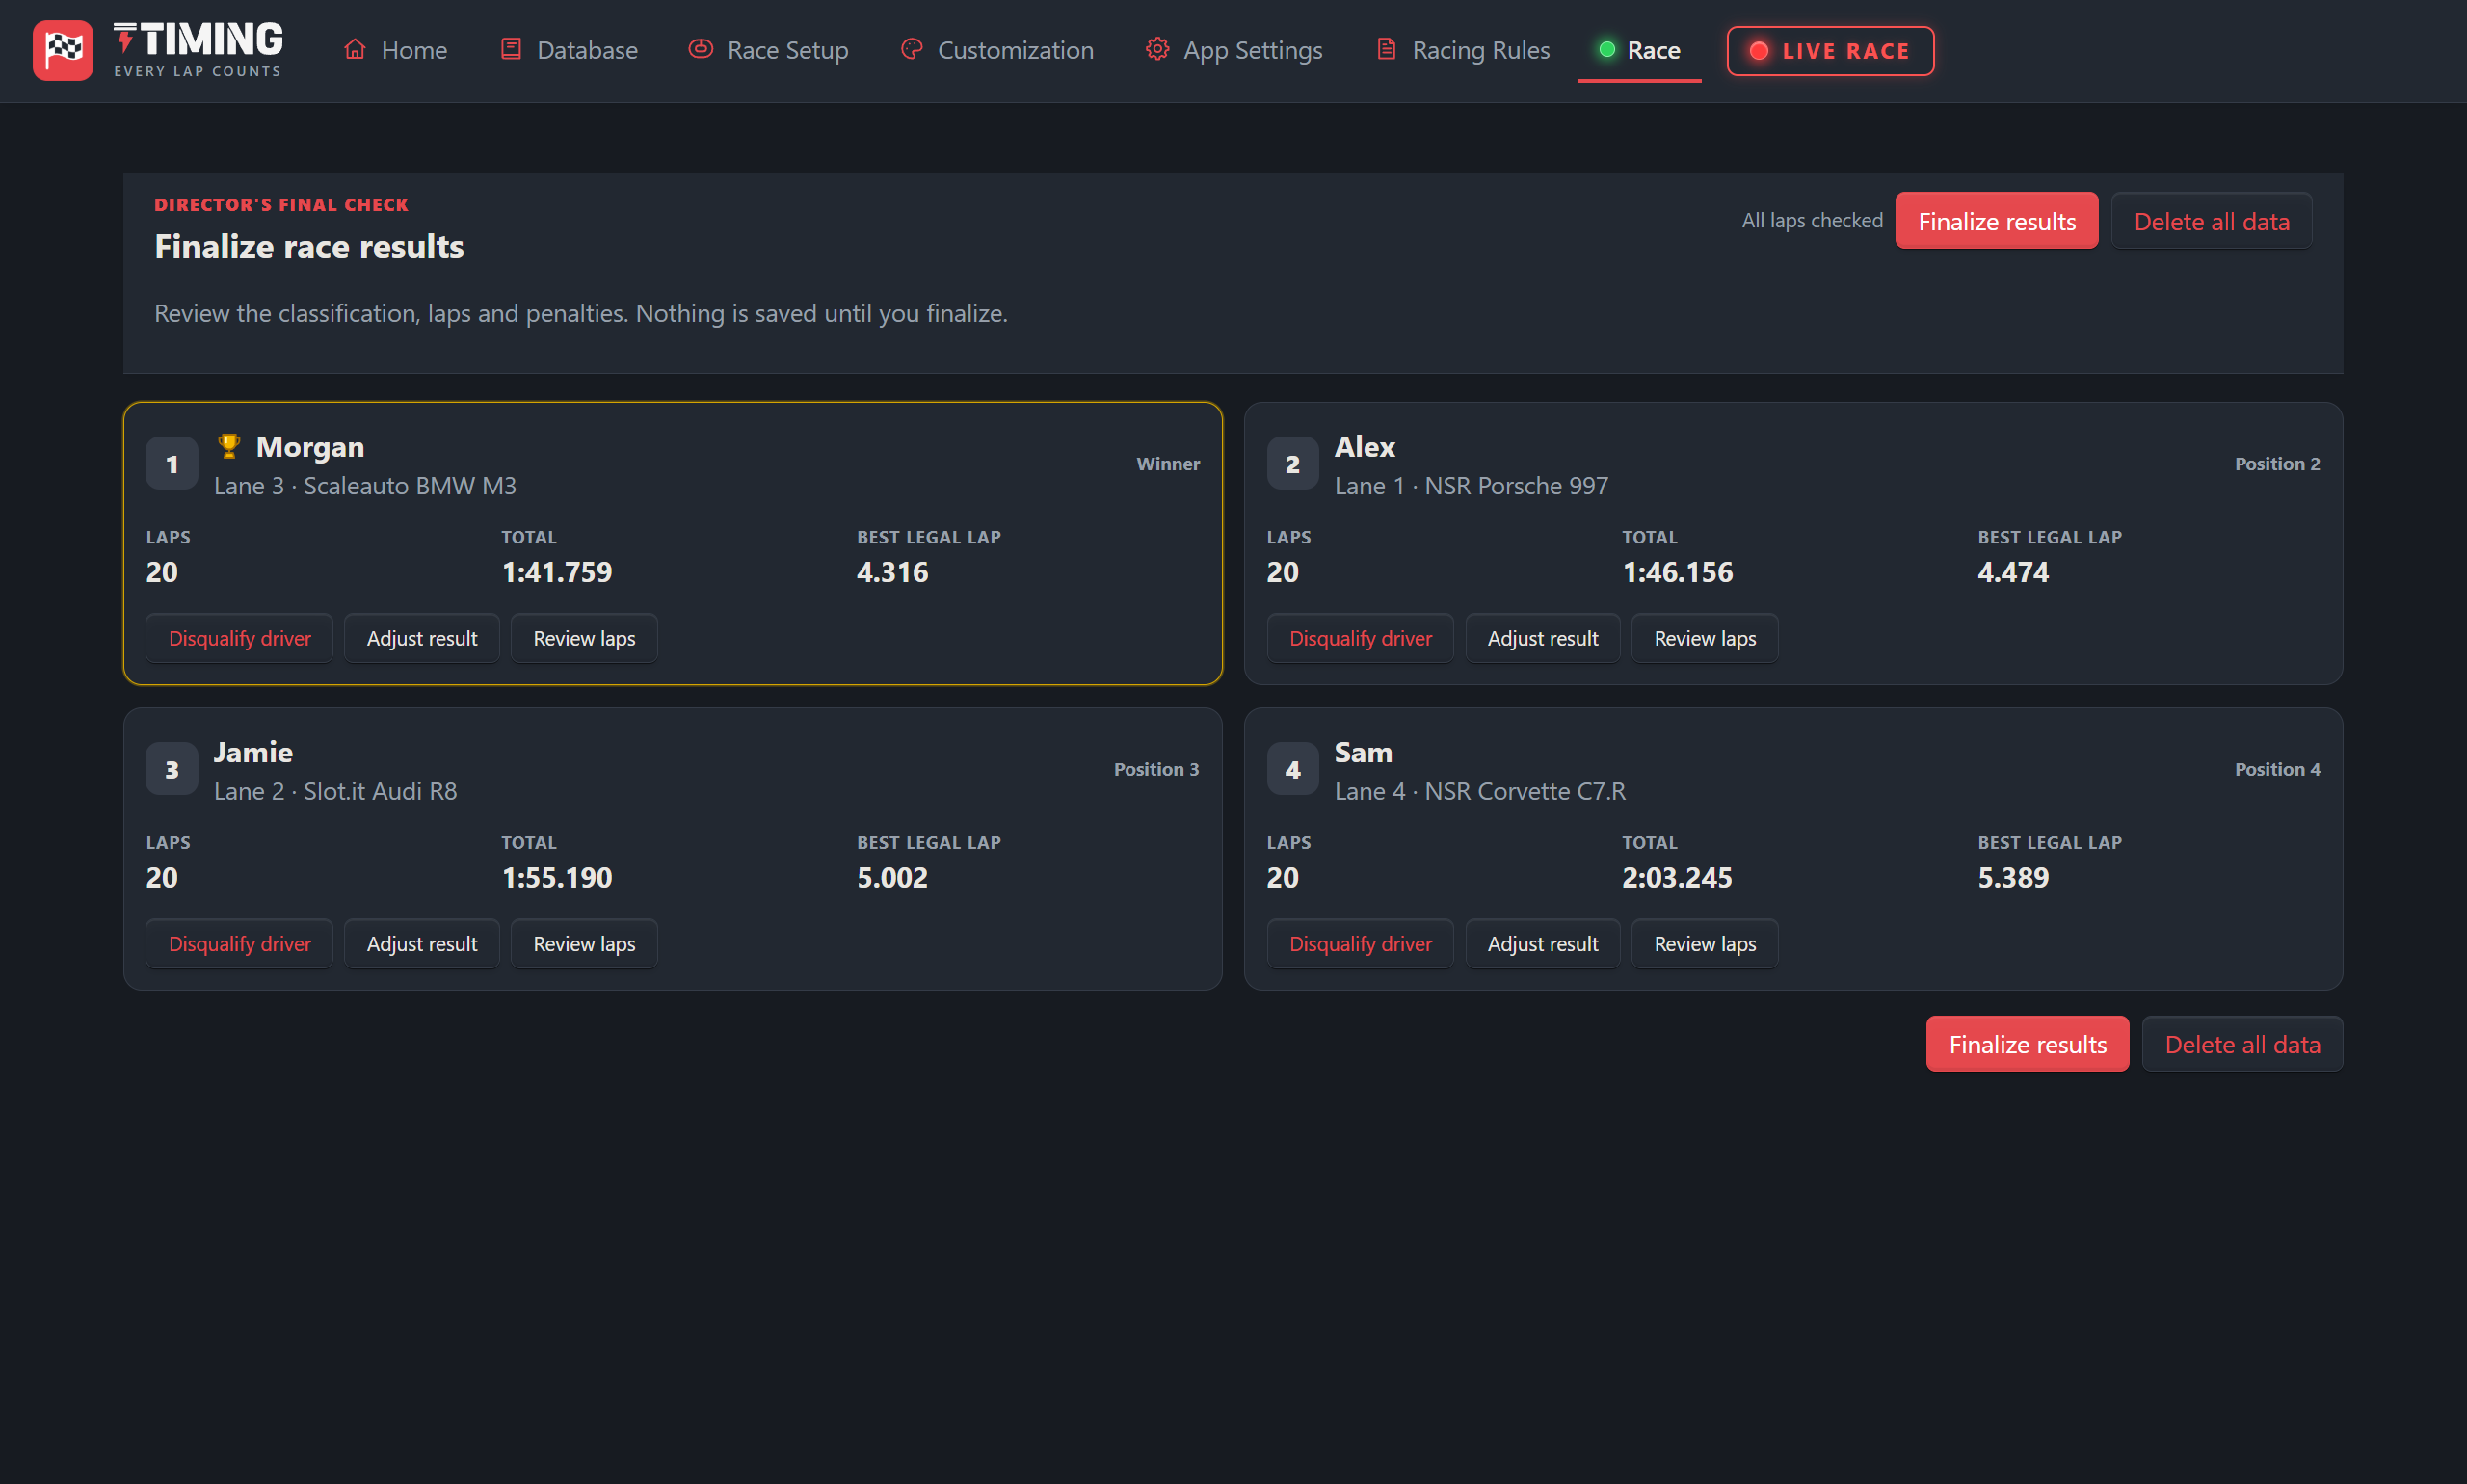 TIMING
EVERY LAP COUNTS
Home
Database
Race Setup
Customization
App Settings
Racing Rules
Race
LIVE RACE
DIRECTOR'S FINAL CHECK
Finalize race results
Review the classification, laps and penalties. Nothing is saved until you finalize.
All laps checked
Finalize results
Delete all data
1
Morgan
Lane 3 · Scaleauto BMW M3
Winner
LAPS
TOTAL
BEST LEGAL LAP
20
1:41.759
4.316
Disqualify driver
Adjust result
Review laps
2
Alex
Lane 1 · NSR Porsche 997
Position 2
LAPS
TOTAL
BEST LEGAL LAP
20
1:46.156
4.474
Disqualify driver
Adjust result
Review laps
3
Jamie
Lane 2 · Slot.it Audi R8
Position 3
LAPS
TOTAL
BEST LEGAL LAP
20
1:55.190
5.002
Disqualify driver
Adjust result
Review laps
4
Sam
Lane 4 · NSR Corvette C7.R
Position 4
LAPS
TOTAL
BEST LEGAL LAP
20
2:03.245
5.389
Disqualify driver
Adjust result
Review laps
Finalize results
Delete all data